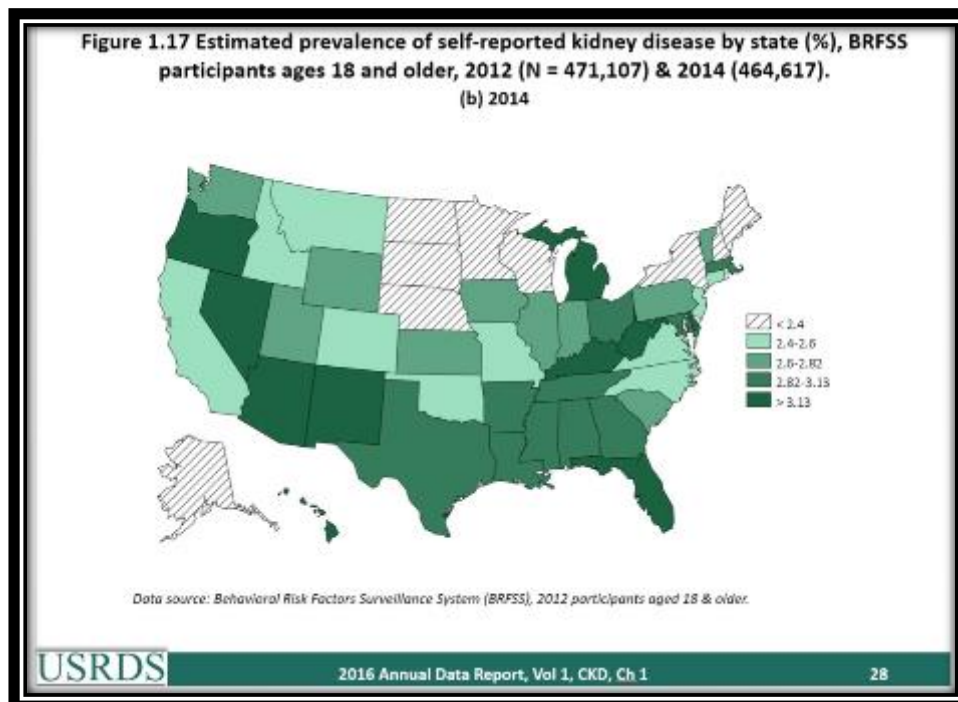 Figure 1.17 Estimated prevalence of self-reported kidney disease by state (%), BRFSS
participants ages 18 and older, 2012 (N = 471,107) & 2014 (464,617).
(b) 2014
< 2.4
2.4-2.6
2.6-2.82
2.82-3.13
> 3.13
Data source: Behavioral Risk Factors Surveillance System (BRFSS), 2012 participants aged 18 & older.
USRDS
2016 Annual Data Report, Vol 1, CKD, Ch 1
28